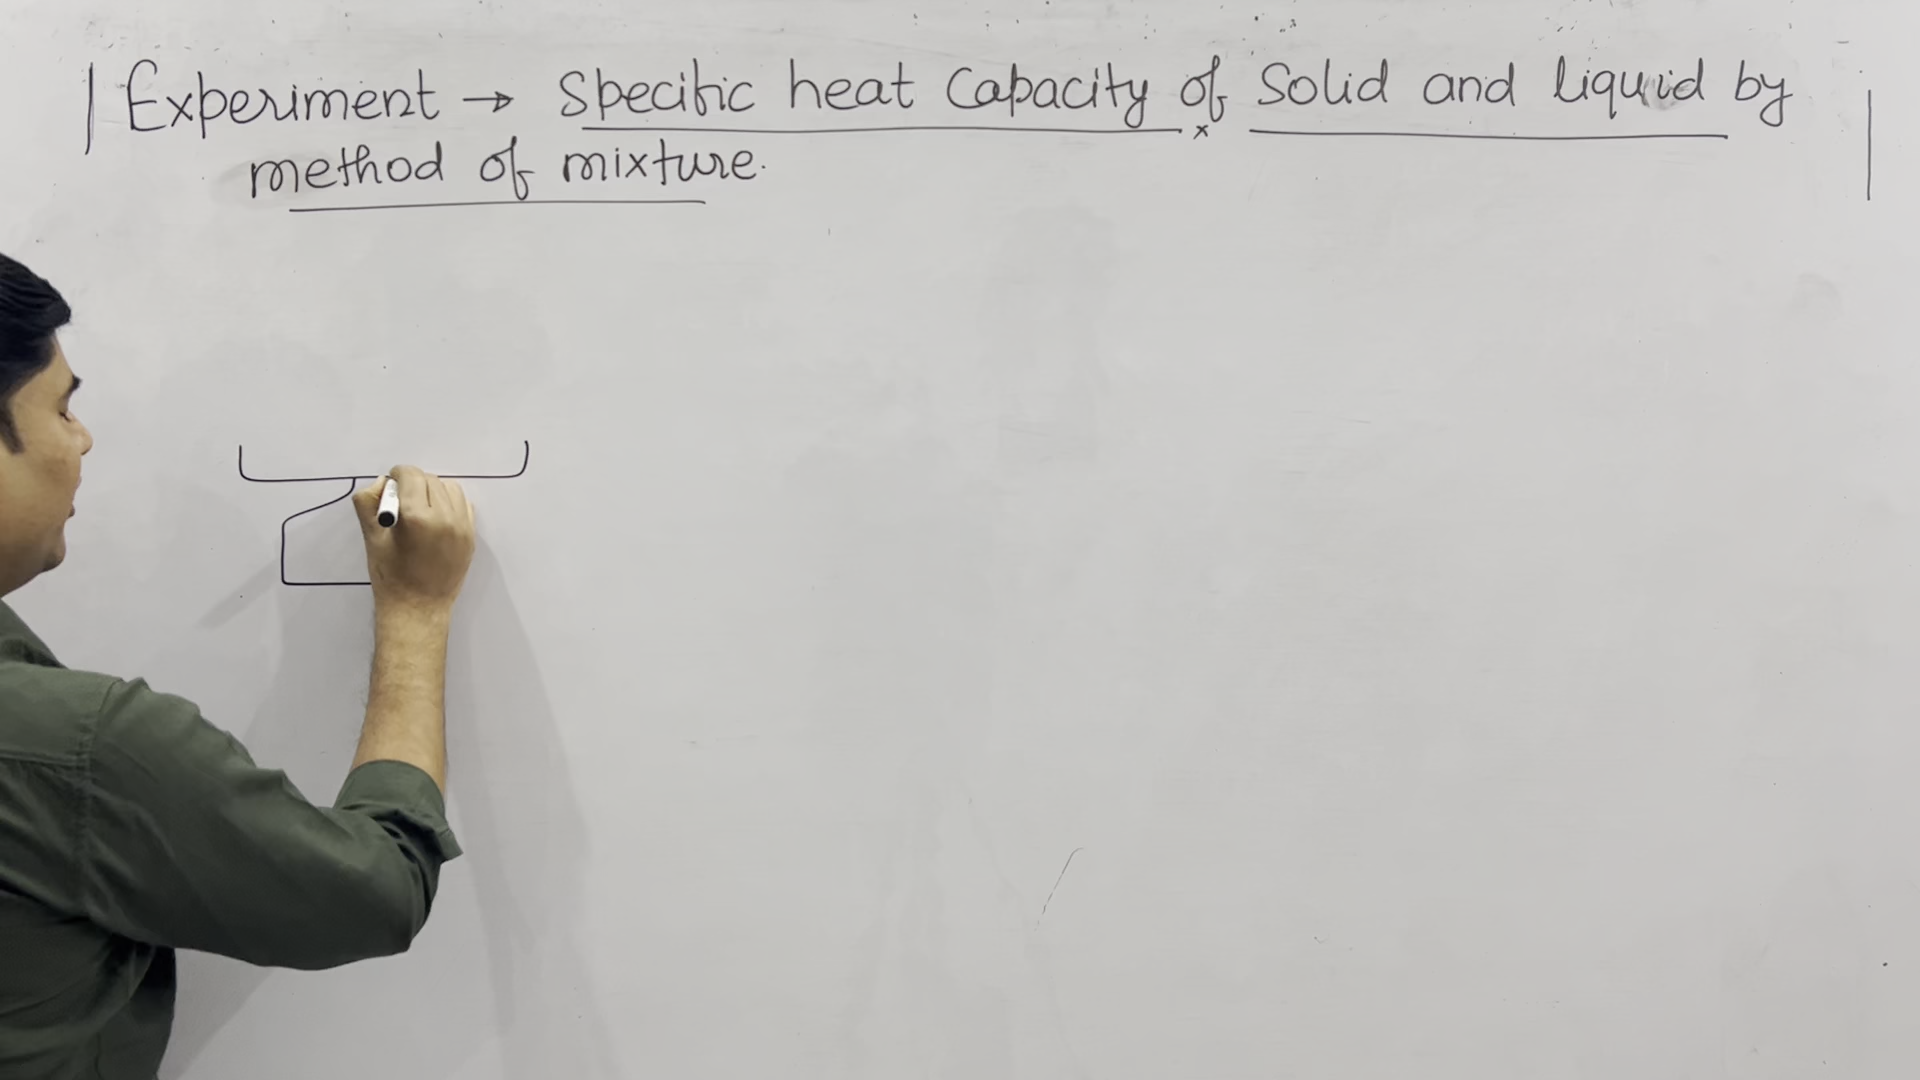 Experiment → Specific heat Capacity of Solid and liquid by
method of mixture.